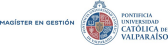 MAGÍSTER EN GESTIÓN
PONTIFICIA
UNIVERSIDAD
CATÓLICA DE
VALPARAÍSO